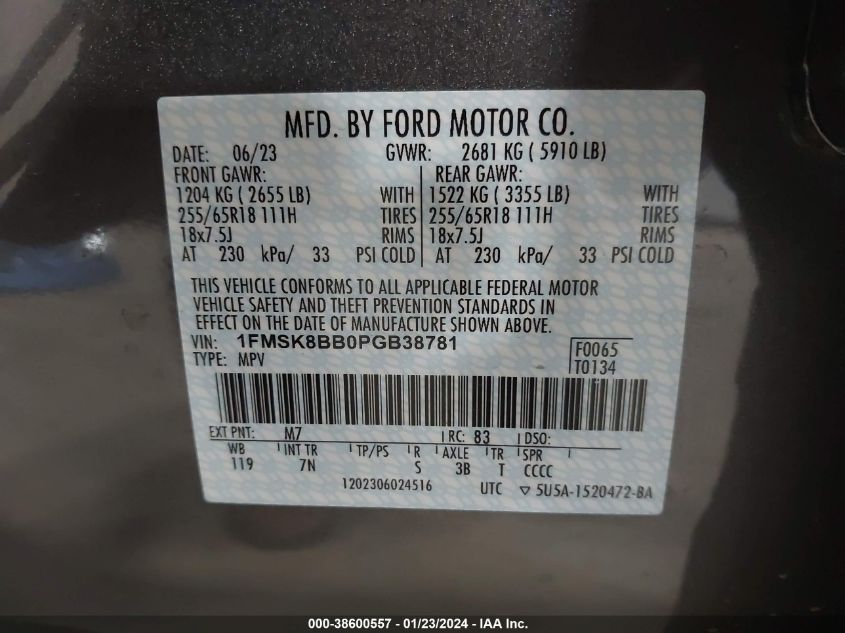 MFD. BY FORD MOTOR CO.
DATE: 06/23 GVWR: 2681 KG ( 5910 LB)
FRONT GAWR: REAR GAWR:
1204 KG ( 2655 LB) WITH 1522 KG ( 3355 LB) WITH
255/65R18 111H TIRES 255/65R18 111H TIRES
18x7.5J RIMS 18x7.5J RIMS
AT 230 kPa/ 33 PSI COLD AT 230 kPa/ 33 PSI COLD
THIS VEHICLE CONFORMS TO ALL APPLICABLE FEDERAL MOTOR
VEHICLE SAFETY AND THEFT PREVENTION STANDARDS IN
EFFECT ON THE DATE OF MANUFACTURE SHOWN ABOVE.
VIN: 1FMSK8BB0PGB38781 F0065
TYPE: MPV T0134
EXT PNT: M7 RC: 83 DSO:
WB INT TR TP/PS R AXLE TR SPR
119 7N S 3B T CCCC
1202306024516 UTC ▽ 5U5A-1520472-BA
000-38600557 - 01/23/2024 - IAA Inc.